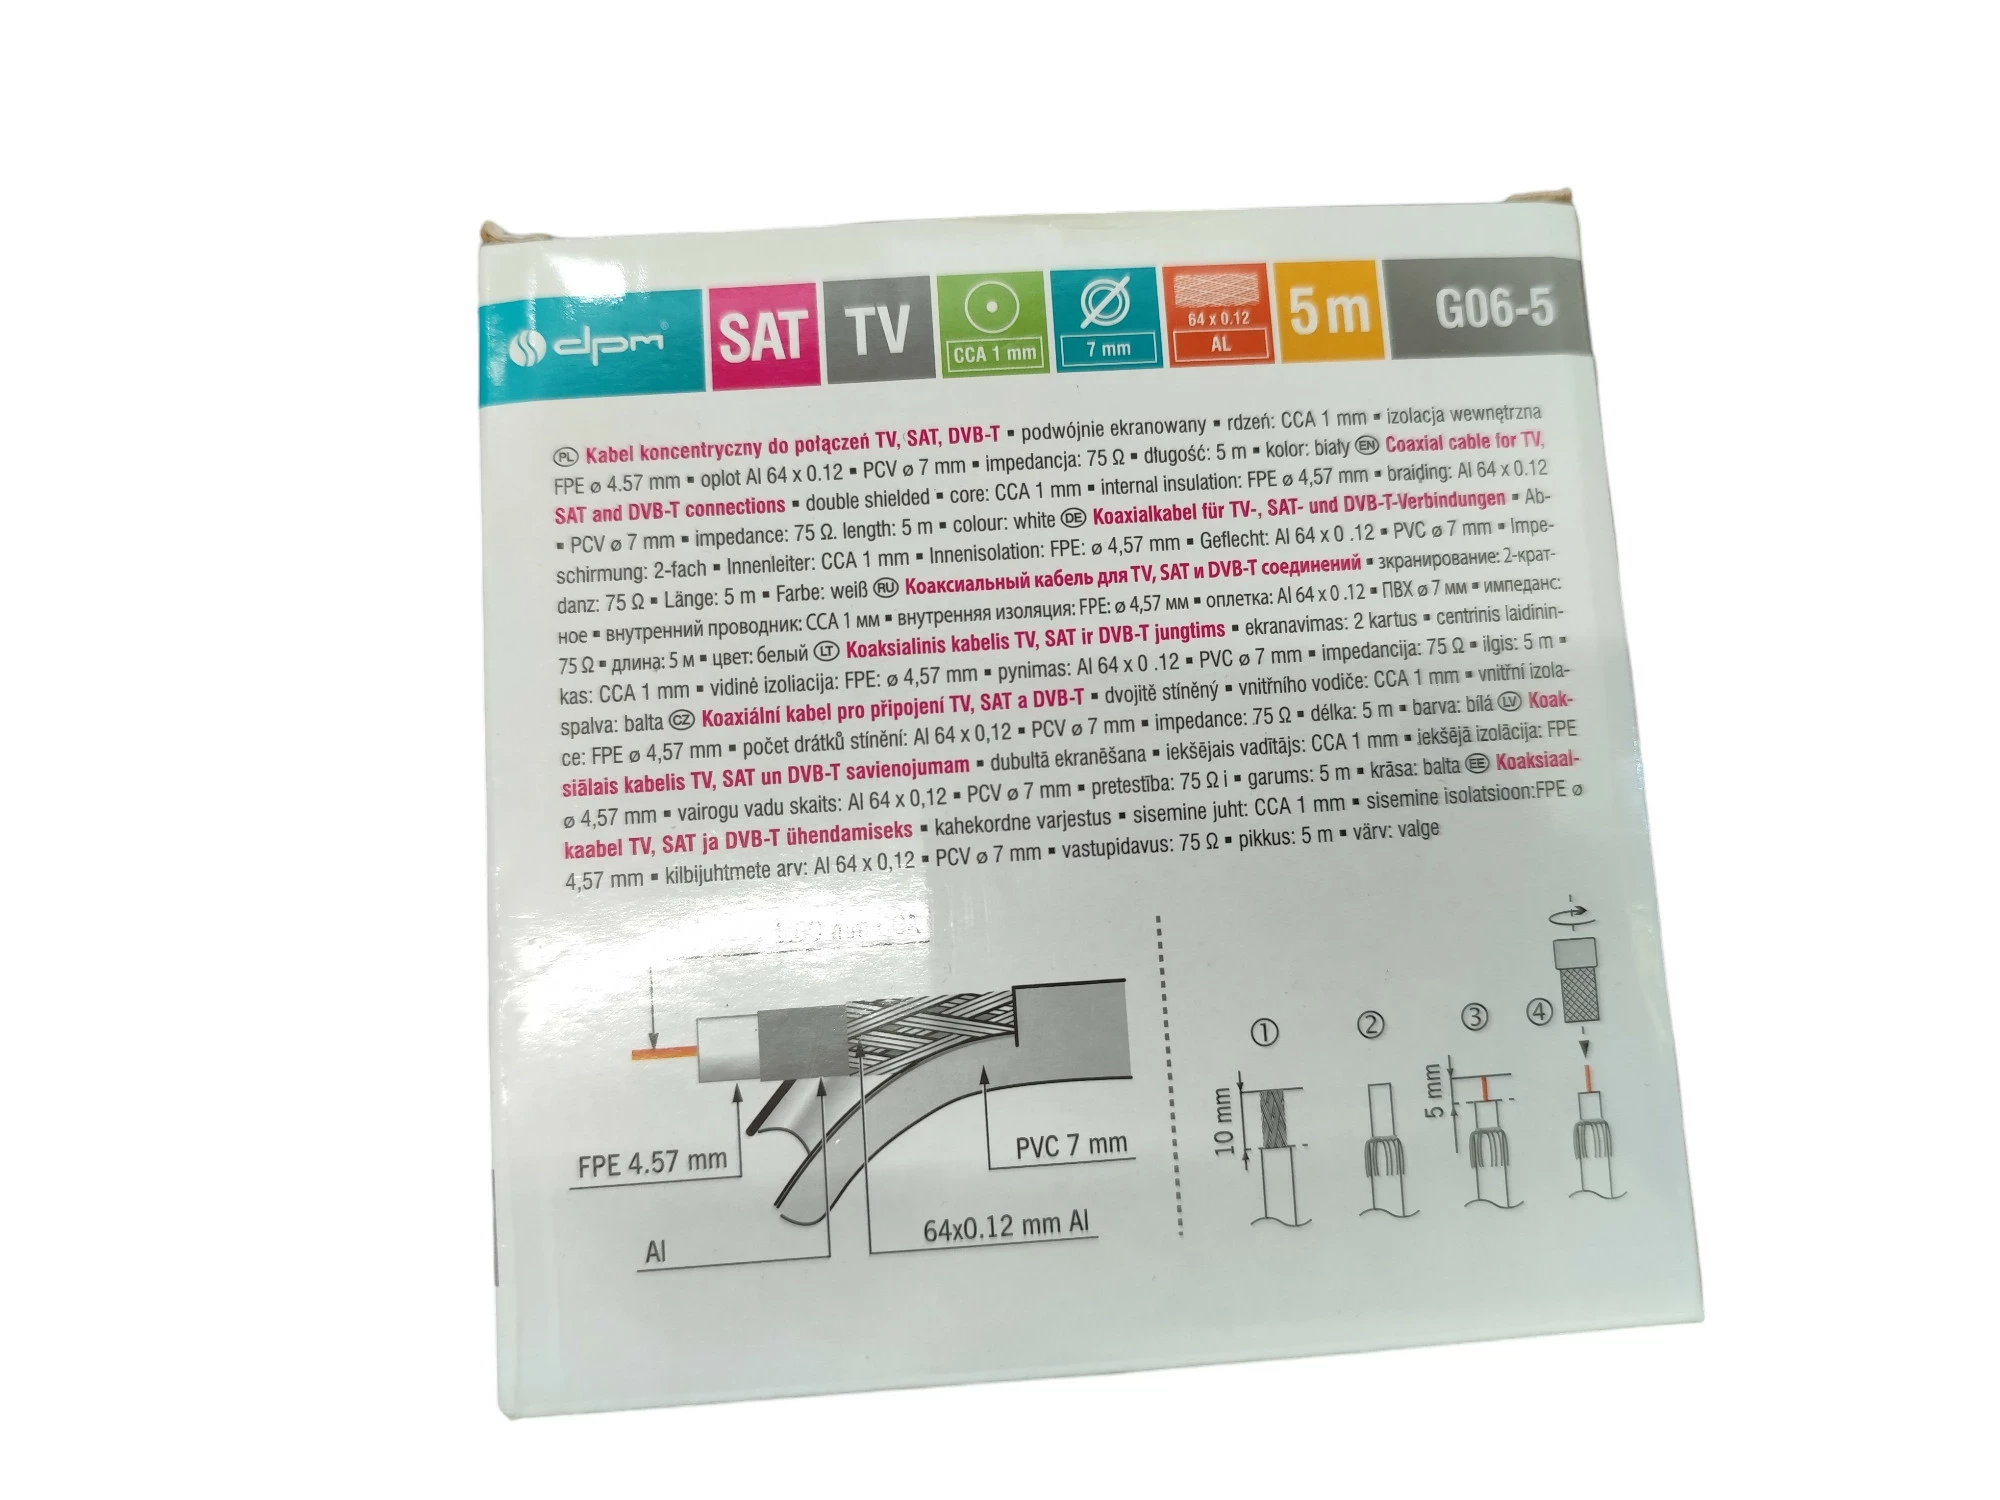 dpm SAT TV CCA 1 mm 7 mm 64 x 0.12 AL 5 m G06-5
PL Kabel koncentryczny do połączeń TV, SAT, DVB-T ▪ podwójnie ekranowany ▪ rdzeń: CCA 1 mm ▪ izolacja wewnętrzna
FPE ø 4.57 mm ▪ oplot Al 64 x 0.12 ▪ PCV ø 7 mm ▪ impedancja: 75 Ω ▪ długość: 5 m ▪ kolor: biały EN Coaxial cable for TV,
SAT and DVB-T connections ▪ double shielded ▪ core: CCA 1 mm ▪ internal insulation: FPE ø 4,57 mm ▪ braiding: Al 64 x 0.12
▪ PCV ø 7 mm ▪ impedance: 75 Ω. length: 5 m ▪ colour: white DE Koaxialkabel für TV-, SAT- und DVB-T-Verbindungen ▪ Ab-
schirmung: 2-fach ▪ Innenleiter: CCA 1 mm ▪ Innenisolation: FPE: ø 4,57 mm ▪ Geflecht: Al 64 x 0 .12 ▪ PVC ø 7 mm ▪ Impe-
danz: 75 Ω ▪ Länge: 5 m ▪ Farbe: weiß RU Коаксиальный кабель для TV, SAT и DVB-T соединений ▪ зкранирование: 2-крат-
ное ▪ внутренний проводник: CCA 1 мм ▪ внутренняя изоляция: FPE: ø 4,57 мм ▪ оплетка: Al 64 x 0 .12 ▪ ПВХ ø 7 мм ▪ импеданс:
75 Ω ▪ длина: 5 м ▪ цвет: белый LT Koaksialinis kabelis TV, SAT ir DVB-T jungtims ▪ ekranavimas: 2 kartus ▪ centrinis laidinin-
kas: CCA 1 mm ▪ vidinė izoliacija: FPE: ø 4,57 mm ▪ pynimas: Al 64 x 0 .12 ▪ PVC ø 7 mm ▪ impedancija: 75 Ω ▪ ilgis: 5 m ▪
spalva: balta CZ Koaxiální kabel pro připojení TV, SAT a DVB-T ▪ dvojitě stíněný ▪ vnitřního vodiče: CCA 1 mm ▪ vnitřní izola-
ce: FPE ø 4,57 mm ▪ počet drátků stínění: Al 64 x 0,12 ▪ PCV ø 7 mm ▪ impedance: 75 Ω ▪ délka: 5 m ▪ barva: bílá LV Koak-
siālais kabelis TV, SAT un DVB-T savienojumam ▪ dubultā ekranēšana ▪ iekšējais vadītājs: CCA 1 mm ▪ iekšējā izolācija: FPE
ø 4,57 mm ▪ vairogu vadu skaits: Al 64 x 0,12 ▪ PCV ø 7 mm ▪ pretestība: 75 Ω i ▪ garums: 5 m ▪ krāsa: balta EE Koaksiaal-
kaabel TV, SAT ja DVB-T ühendamiseks ▪ kahekordne varjestus ▪ sisemine juht: CCA 1 mm ▪ sisemine isolatsioon:FPE ø
4,57 mm ▪ kilbijuhtmete arv: Al 64 x 0,12 ▪ PCV ø 7 mm ▪ vastupidavus: 75 Ω ▪ pikkus: 5 m ▪ värv: valge
FPE 4.57 mm
Al
64x0.12 mm Al
PVC 7 mm
1 2 3 4
10 mm
5 mm